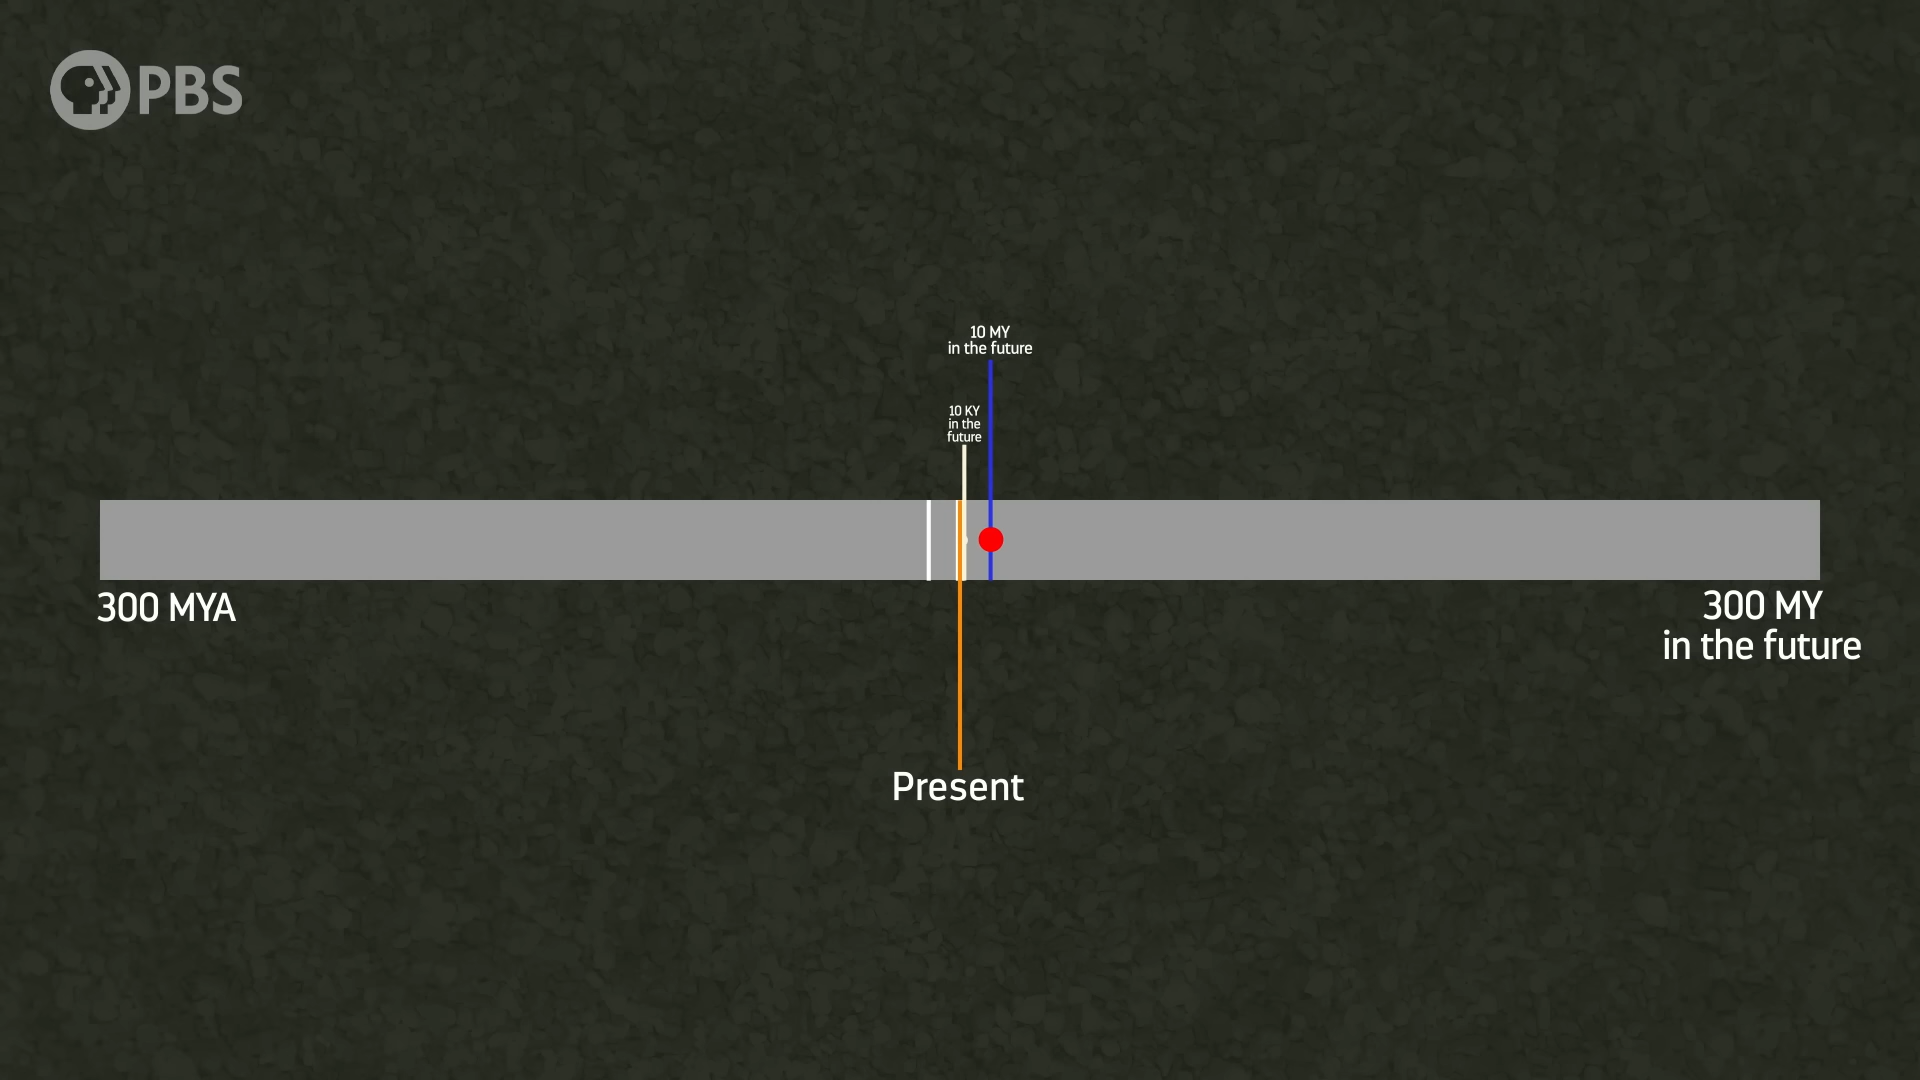 PBS
10 MY
in the future
10 KY
in the
future
300 MYA
300 MY
in the future
Present